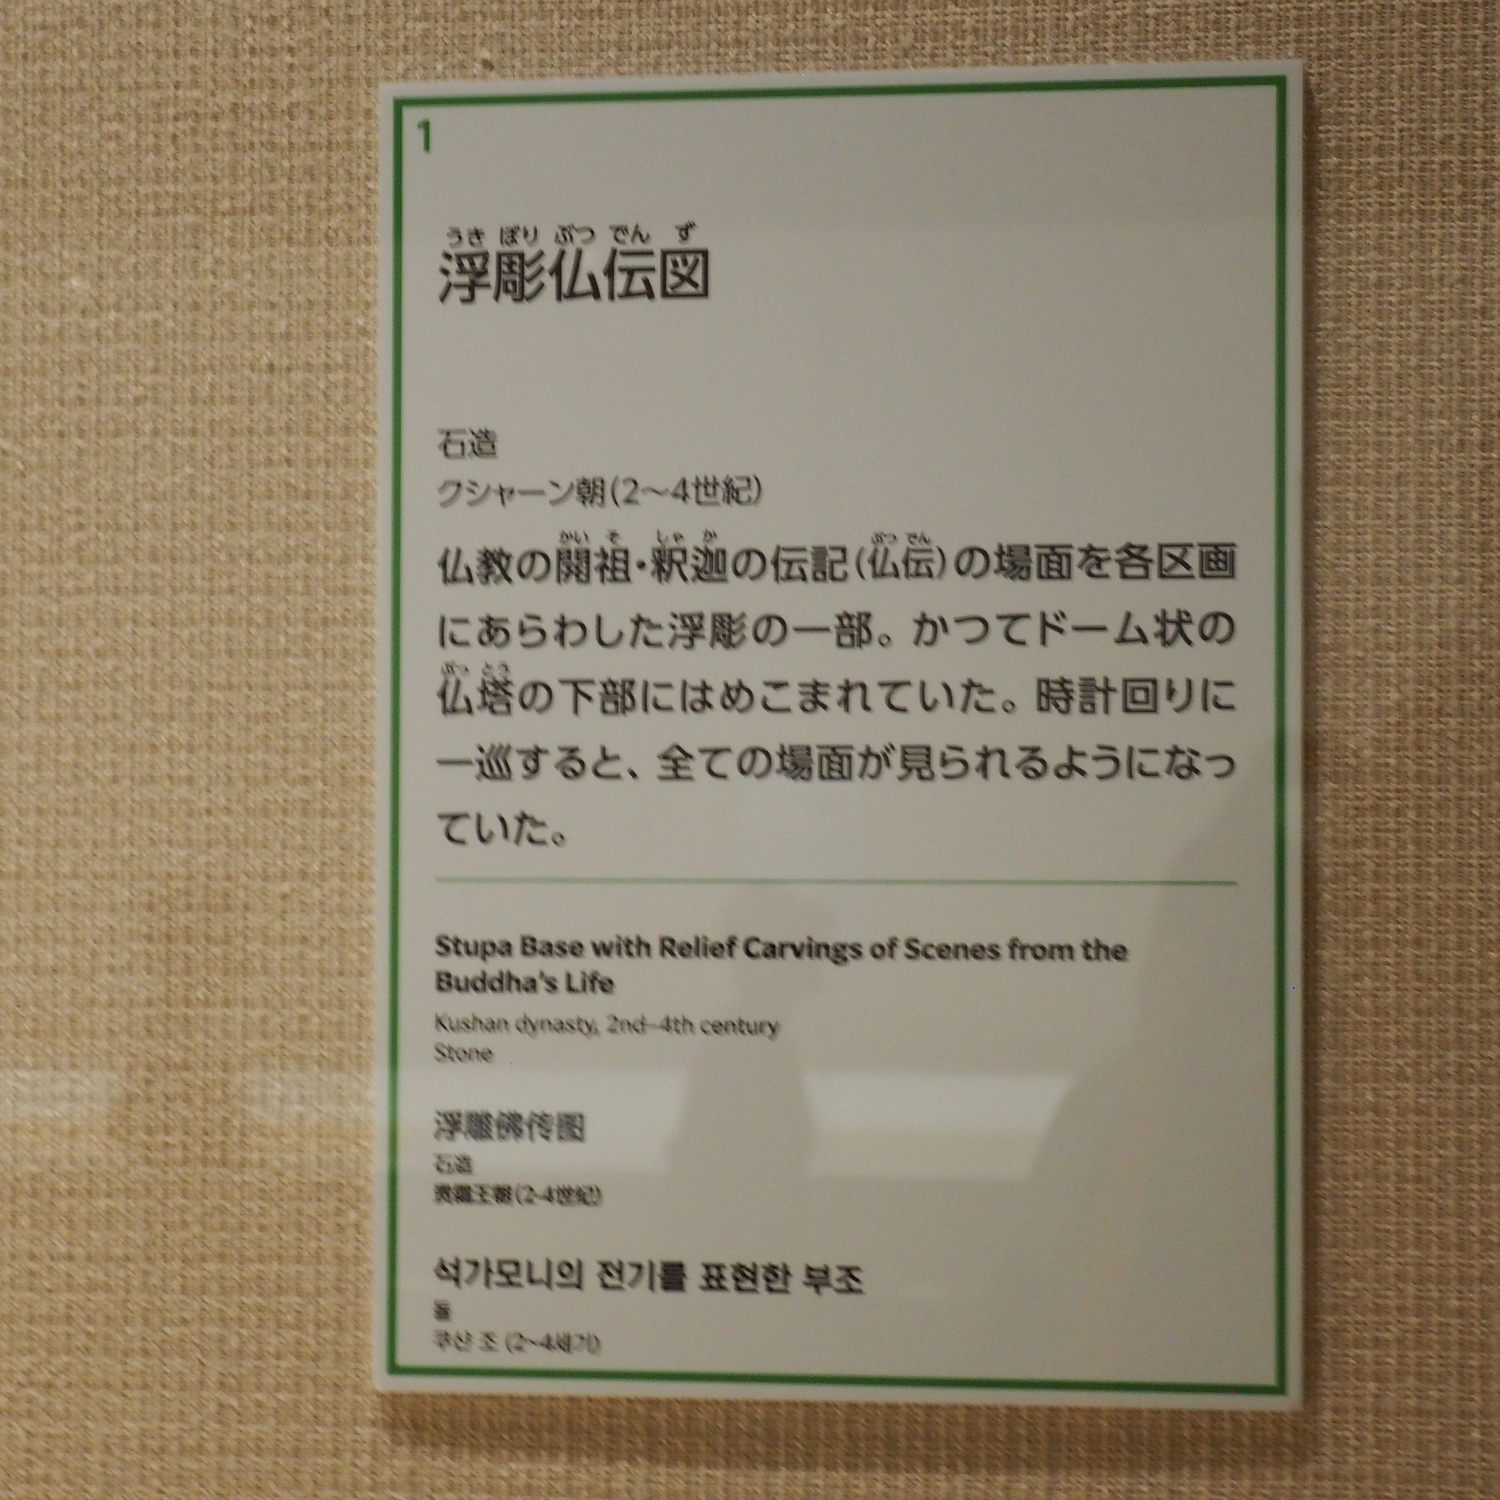 1
うき ぼり ぶつ でん ず
浮彫仏伝図
石造
クシャーン朝(2〜4世紀)
かい そ しゃ か ぶつ でん
仏教の開祖・釈迦の伝記(仏伝)の場面を各区画
にあらわした浮彫の一部。かつてドーム状の
ぶっ とう
仏塔の下部にはめこまれていた。時計回りに
一巡すると、全ての場面が見られるようになっ
ていた。
Stupa Base with Relief Carvings of Scenes from the
Buddha's Life
Kushan dynasty, 2nd–4th century
Stone
浮雕佛传图
石造
贵霜王朝(2-4世纪)
석가모니의 전기를 표현한 부조
돌
쿠샨 조 (2~4세기)